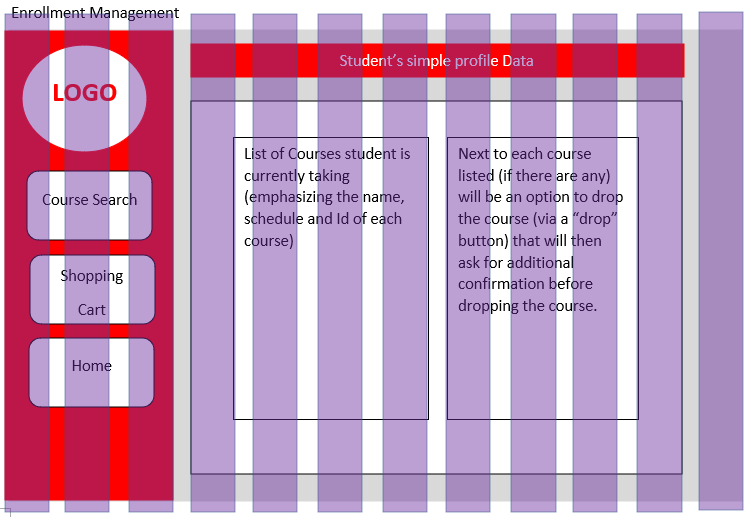 Enrollment Management
Student’s simple profile Data
LOGO
Course Search
Shopping
Cart
Home
List of Courses student is
currently taking
(emphasizing the name,
schedule and Id of each
course)
Next to each course
listed (if there are any)
will be an option to drop
the course (via a “drop”
button) that will then
ask for additional
confirmation before
dropping the course.